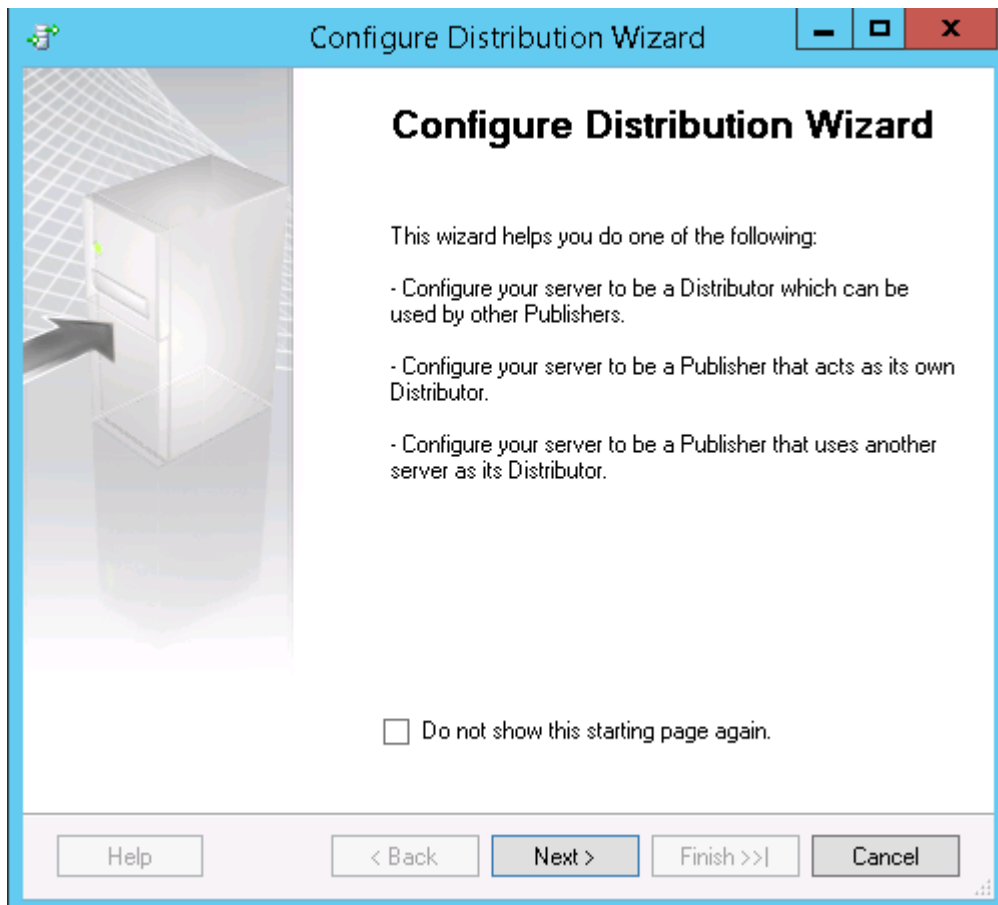 Configure Distribution Wizard
Configure Distribution Wizard
This wizard helps you do one of the following:
- Configure your server to be a Distributor which can be
used by other Publishers.
- Configure your server to be a Publisher that acts as its own
Distributor.
- Configure your server to be a Publisher that uses another
server as its Distributor.
Do not show this starting page again.
Help < Back Next > Finish >>| Cancel